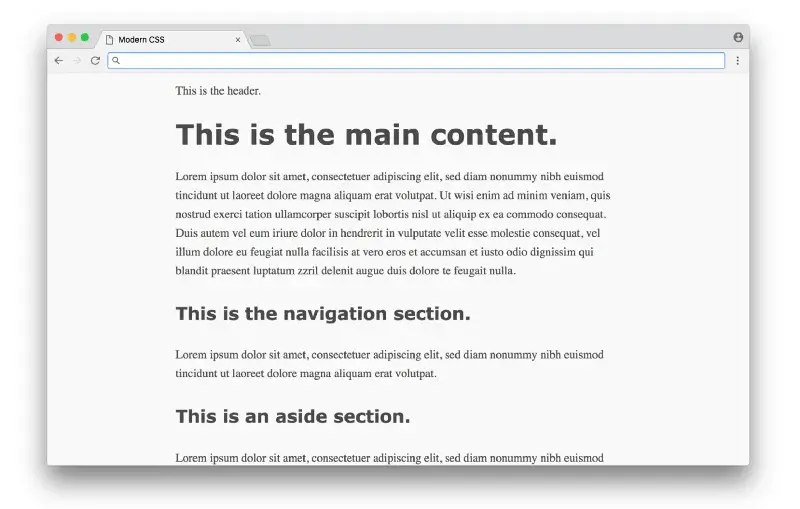 Modern CSS
This is the header.
This is the main content.
Lorem ipsum dolor sit amet, consectetuer adipiscing elit, sed diam nonummy nibh euismod
tincidunt ut laoreet dolore magna aliquam erat volutpat. Ut wisi enim ad minim veniam, quis
nostrud exerci tation ullamcorper suscipit lobortis nisl ut aliquip ex ea commodo consequat.
Duis autem vel eum iriure dolor in hendrerit in vulputate velit esse molestie consequat, vel
illum dolore eu feugiat nulla facilisis at vero eros et accumsan et iusto odio dignissim qui
blandit praesent luptatum zzril delenit augue duis dolore te feugait nulla.
This is the navigation section.
Lorem ipsum dolor sit amet, consectetuer adipiscing elit, sed diam nonummy nibh euismod
tincidunt ut laoreet dolore magna aliquam erat volutpat.
This is an aside section.
Lorem ipsum dolor sit amet, consectetuer adipiscing elit, sed diam nonummy nibh euismod